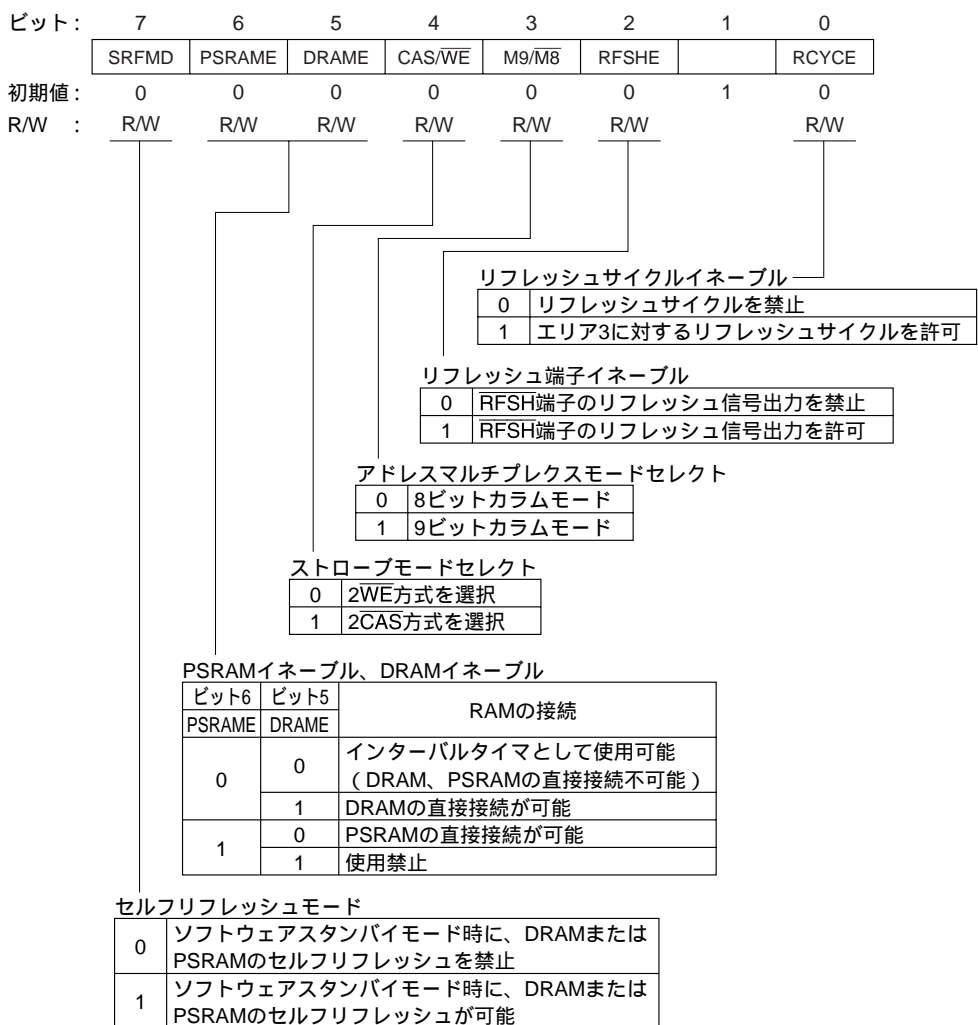 ビット: 7 6 5 4 3 2 1 0
SRFMD PSRAME DRAME CAS/WE M9/M8 RFSHE RCYCE
初期値: 0 0 0 0 0 0 1 0
R/W : R/W R/W R/W R/W R/W R/W R/W
リフレッシュサイクルイネーブル
0 リフレッシュサイクルを禁止
1 エリア3に対するリフレッシュサイクルを許可
リフレッシュ端子イネーブル
0 RFSH端子のリフレッシュ信号出力を禁止
1 RFSH端子のリフレッシュ信号出力を許可
アドレスマルチプレクスモードセレクト
0 8ビットカラムモード
1 9ビットカラムモード
ストローブモードセレクト
0 2WE方式を選択
1 2CAS方式を選択
PSRAMイネーブル、DRAMイネーブル
ビット6 ビット5 RAMの接続
PSRAME DRAME
0 0 インターバルタイマとして使用可能
(DRAM、PSRAMの直接接続不可能)
1 DRAMの直接接続が可能
1 0 PSRAMの直接接続が可能
1 使用禁止
セルフリフレッシュモード
0 ソフトウェアスタンバイモード時に、DRAMまたは
PSRAMのセルフリフレッシュを禁止
1 ソフトウェアスタンバイモード時に、DRAMまたは
PSRAMのセルフリフレッシュが可能